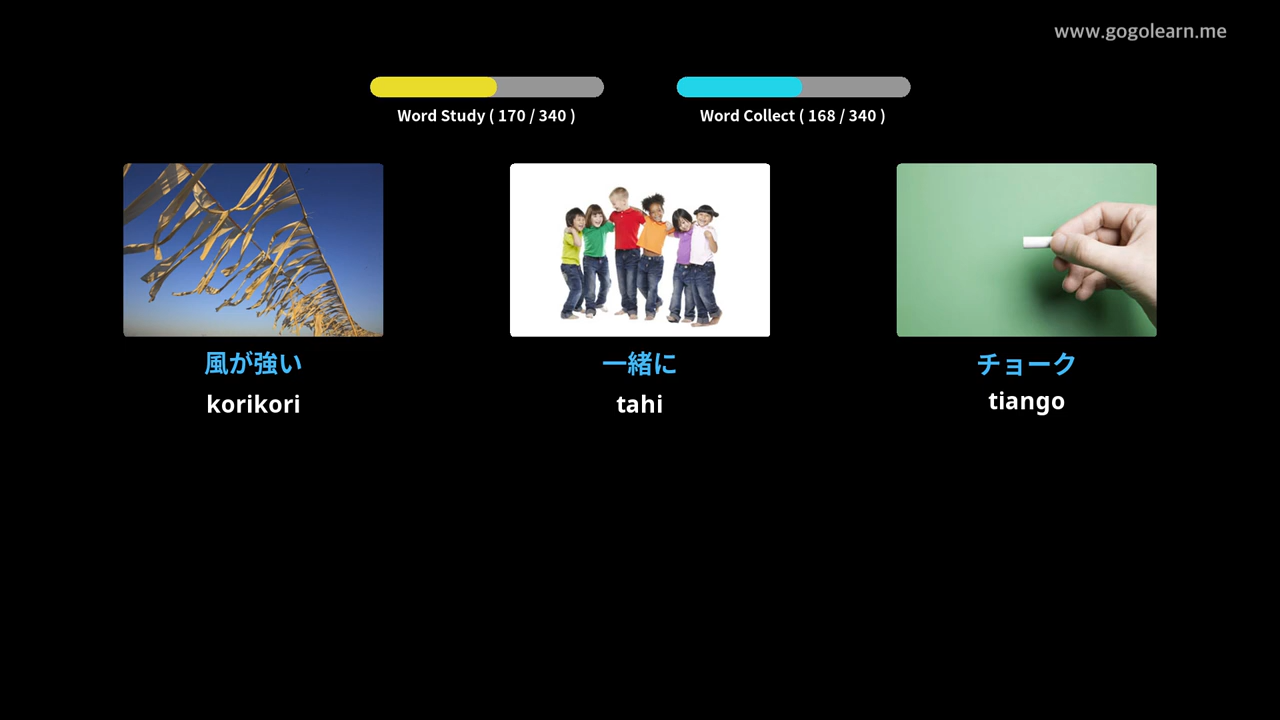 www.gogolearn.me
Word Study ( 170 / 340 )
Word Collect ( 168 / 340 )
風が強い
一緒に
チョーク
korikori
tahi
tiango